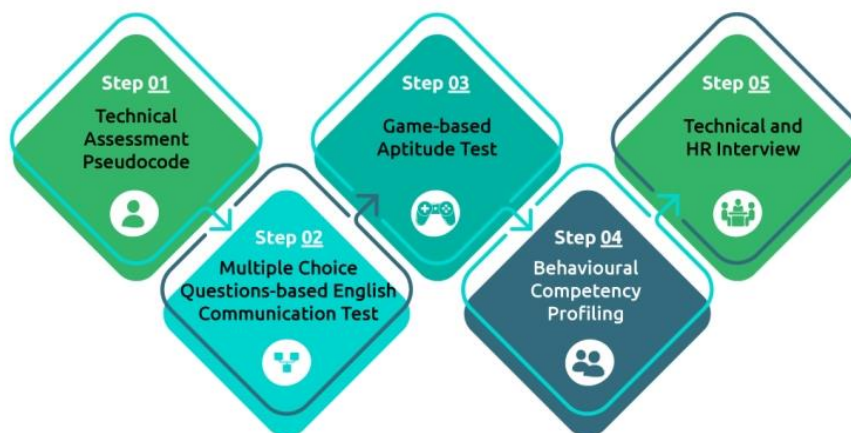 Step 01
Technical
Assessment
Pseudocode
Step 02
Multiple Choice
Questions-based English
Communication Test
Step 03
Game-based
Aptitude Test
Step 04
Behavioural
Competency
Profiling
Step 05
Technical and
HR Interview